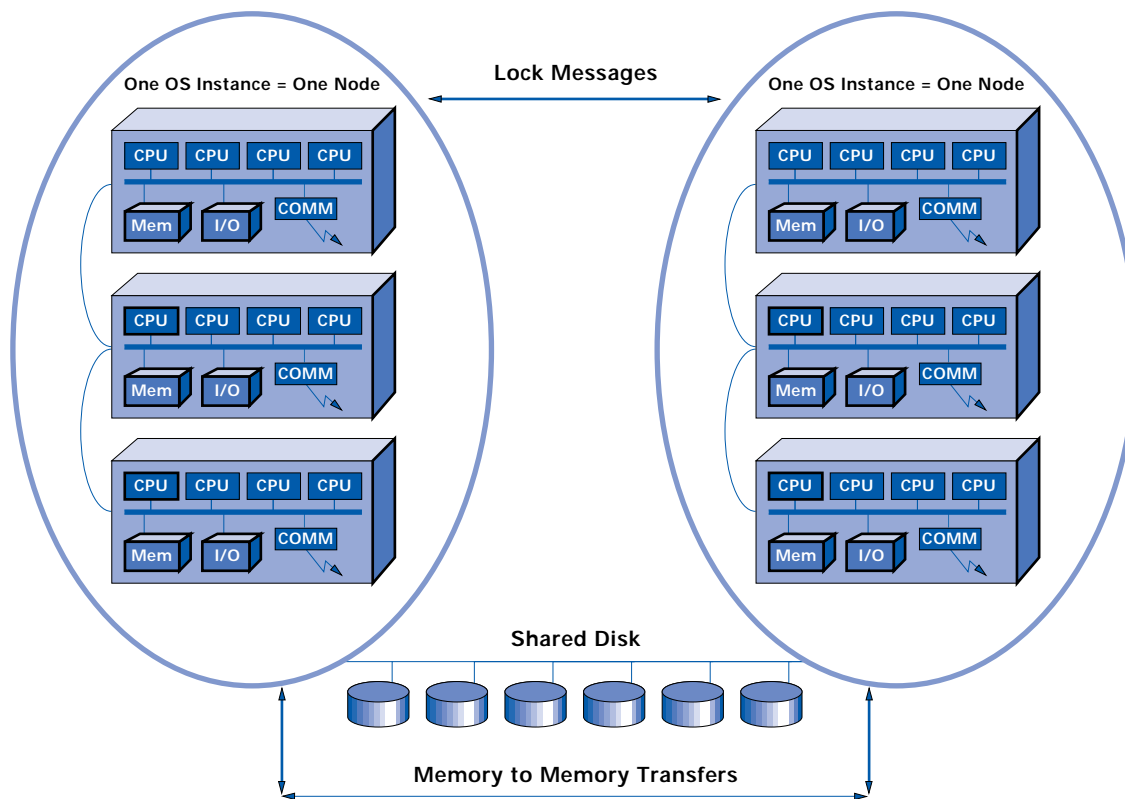 Lock Messages
One OS Instance = One Node
CPU CPU CPU CPU
Mem I/O COMM
CPU CPU CPU CPU
Mem I/O COMM
CPU CPU CPU CPU
Mem I/O COMM
One OS Instance = One Node
CPU CPU CPU CPU
Mem I/O COMM
CPU CPU CPU CPU
Mem I/O COMM
CPU CPU CPU CPU
Mem I/O COMM
Shared Disk
Memory to Memory Transfers